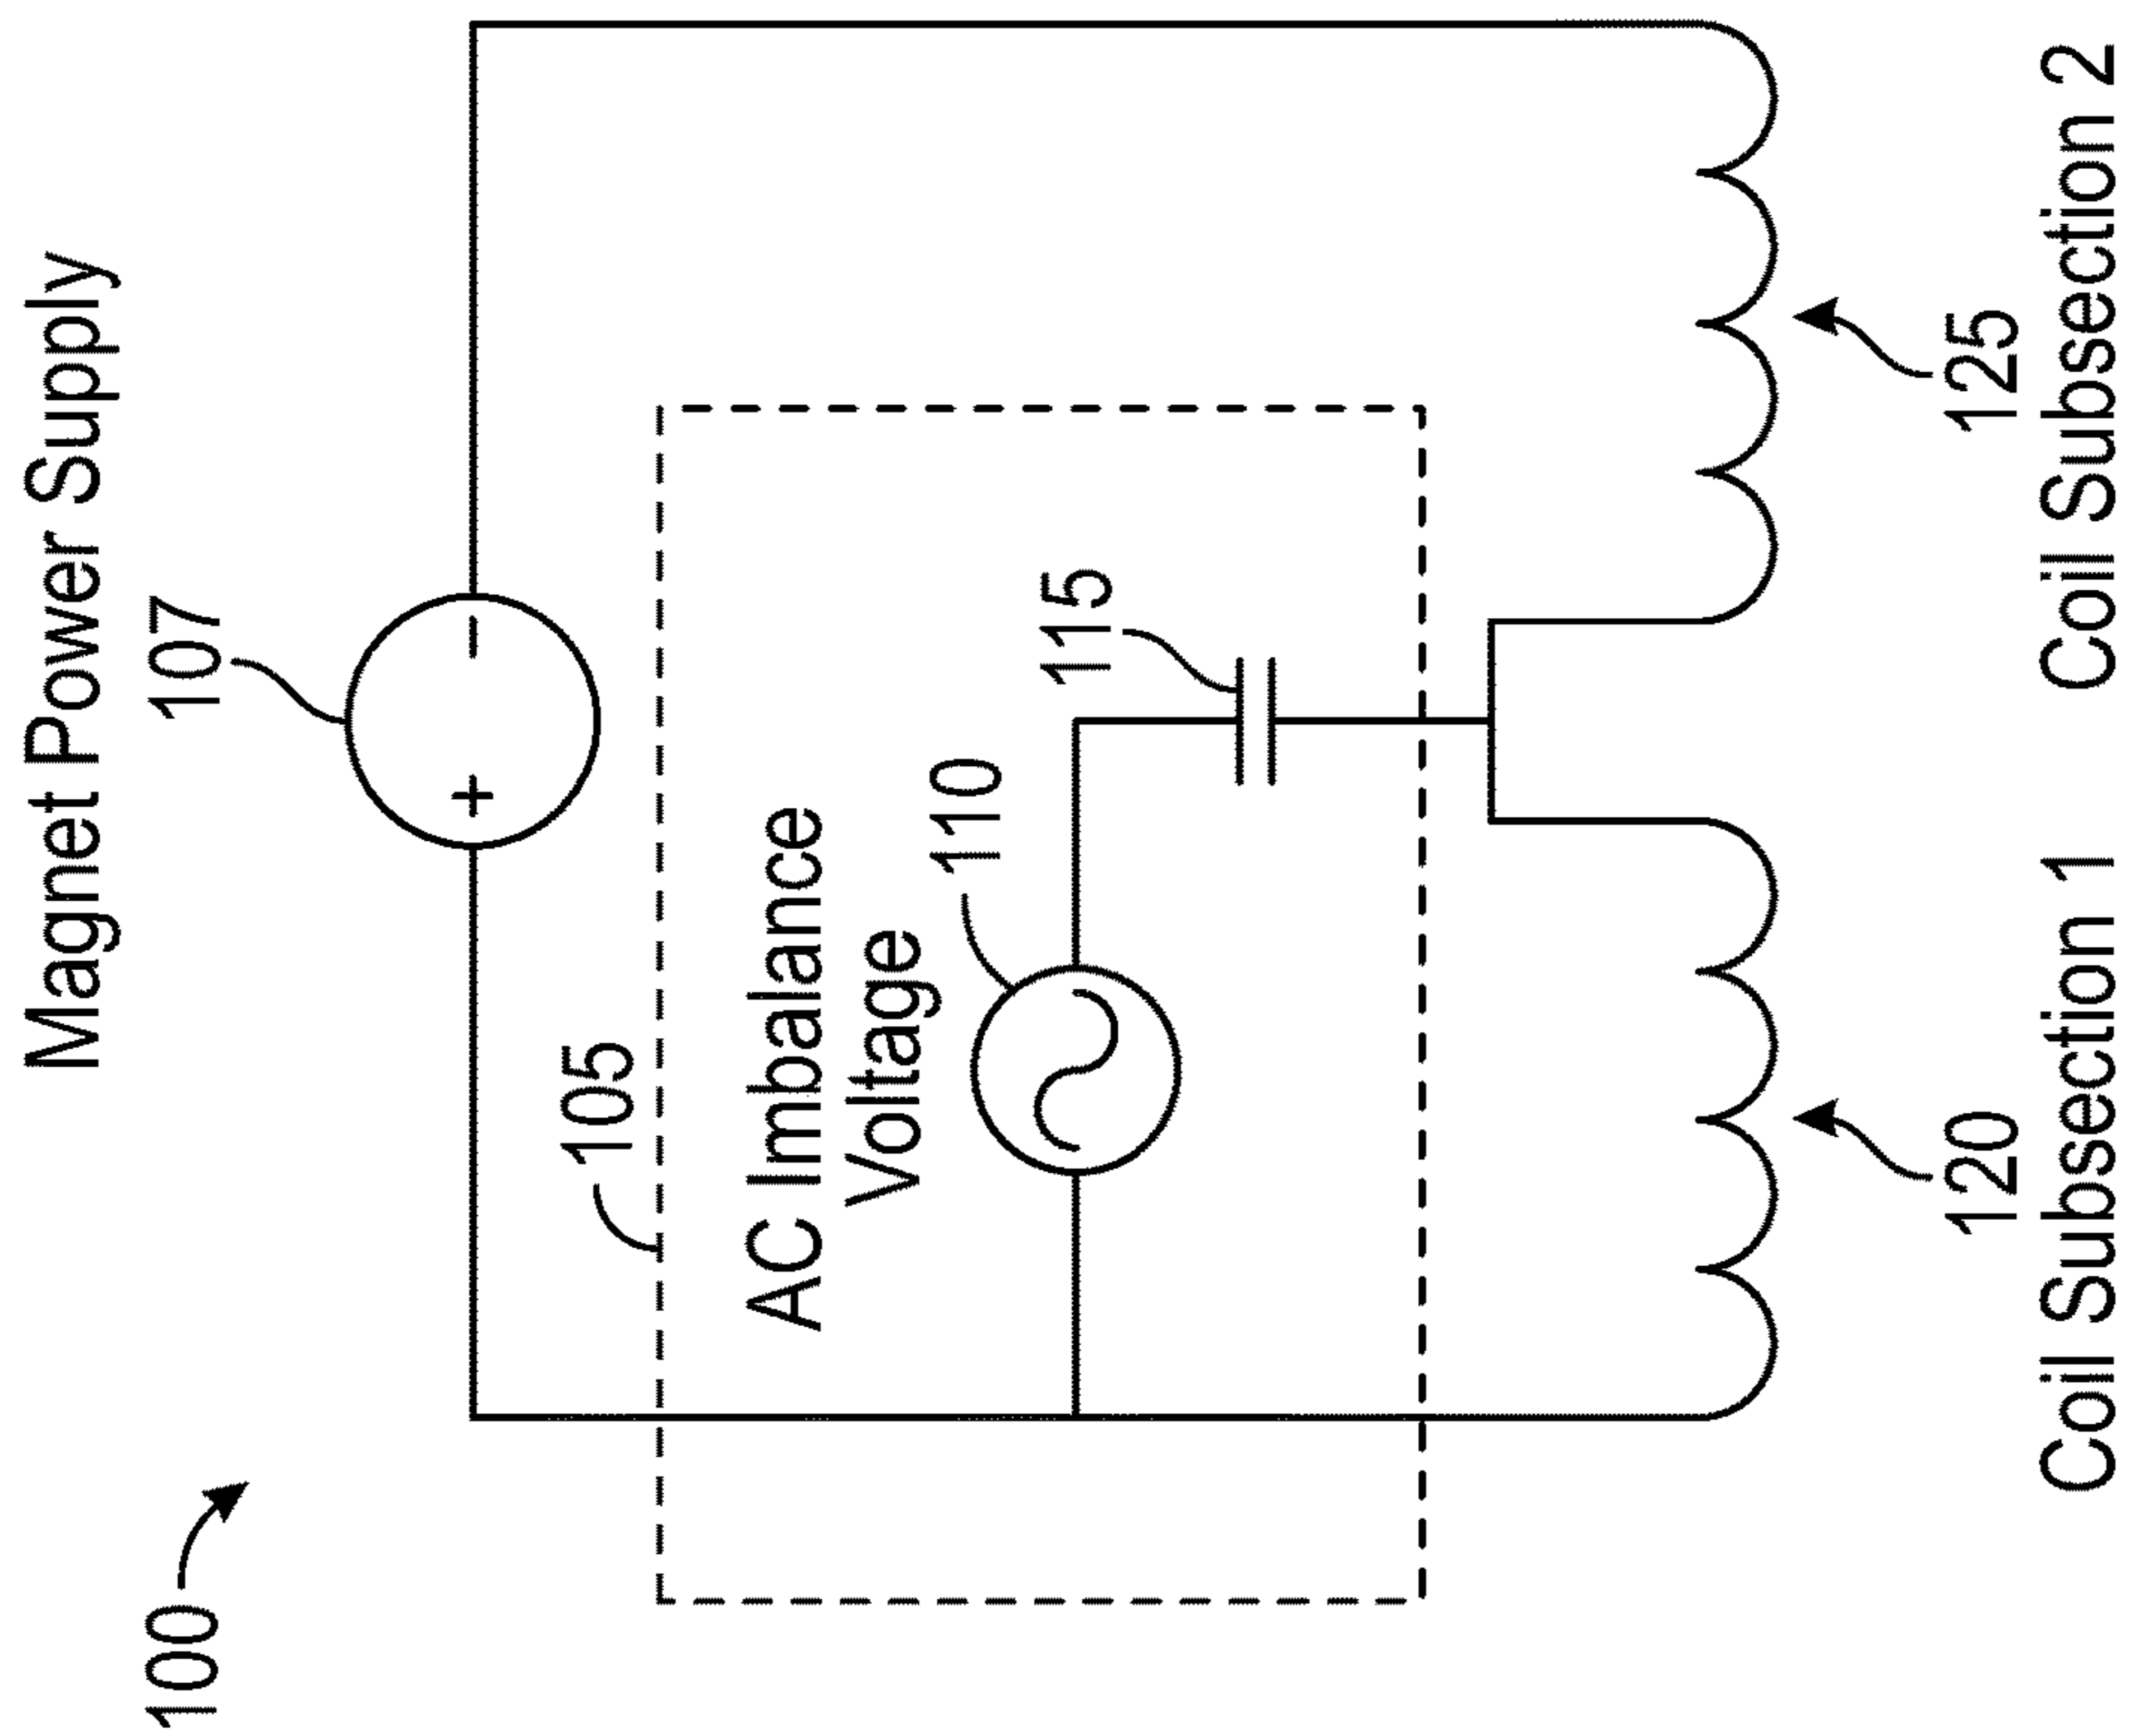 100
Magnet Power Supply
107
+
−
105
AC Imbalance
Voltage
110
115
120
125
Coil Subsection 1
Coil Subsection 2